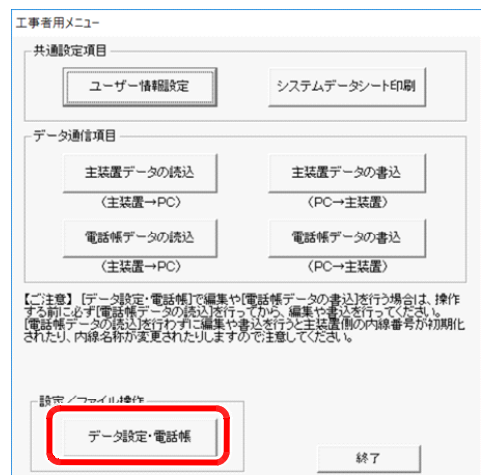 工事者用メニュー
共通設定項目
ユーザー情報設定 システムデータシート印刷
データ通信項目
主装置データの読込 主装置データの書込
(主装置→PC) (PC→主装置)
電話帳データの読込 電話帳データの書込
(主装置→PC) (PC→主装置)
【ご注意】 [データ設定・電話帳]で編集や[電話帳データの書込]を行う場合は、操作
する前に必ず[電話帳データの読込]を行ってから、編集や書込を行ってください。
[電話帳データの読込]を行わずに編集や書込を行うと主装置側の内線番号が初期化
されたり、内線名称が変更されたりしますので注意してください。
設定/ファイル操作
データ設定・電話帳
終了